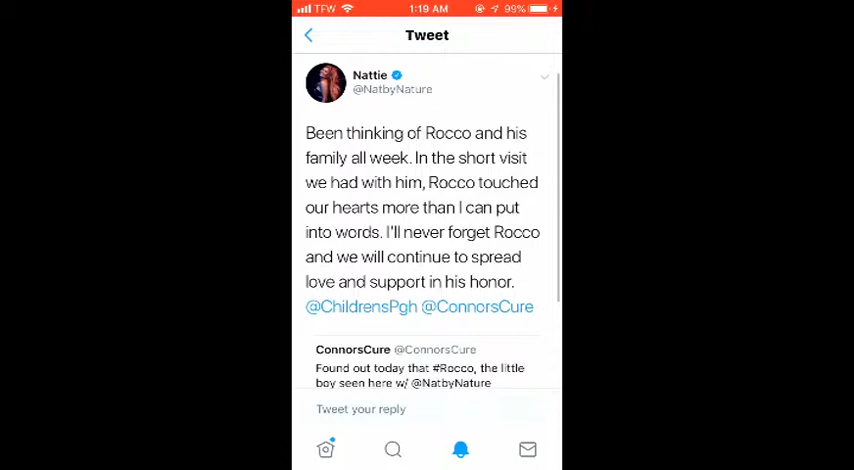 TFW 1:19 AM 99%
Tweet
Nattie
@NatbyNature
Been thinking of Rocco and his
family all week. In the short visit
we had with him, Rocco touched
our hearts more than I can put
into words. I'll never forget Rocco
and we will continue to spread
love and support in his honor.
@ChildrensPgh @ConnorsCure
ConnorsCure @ConnorsCure
Found out today that #Rocco, the little
boy seen here w/ @NatbyNature
Tweet your reply